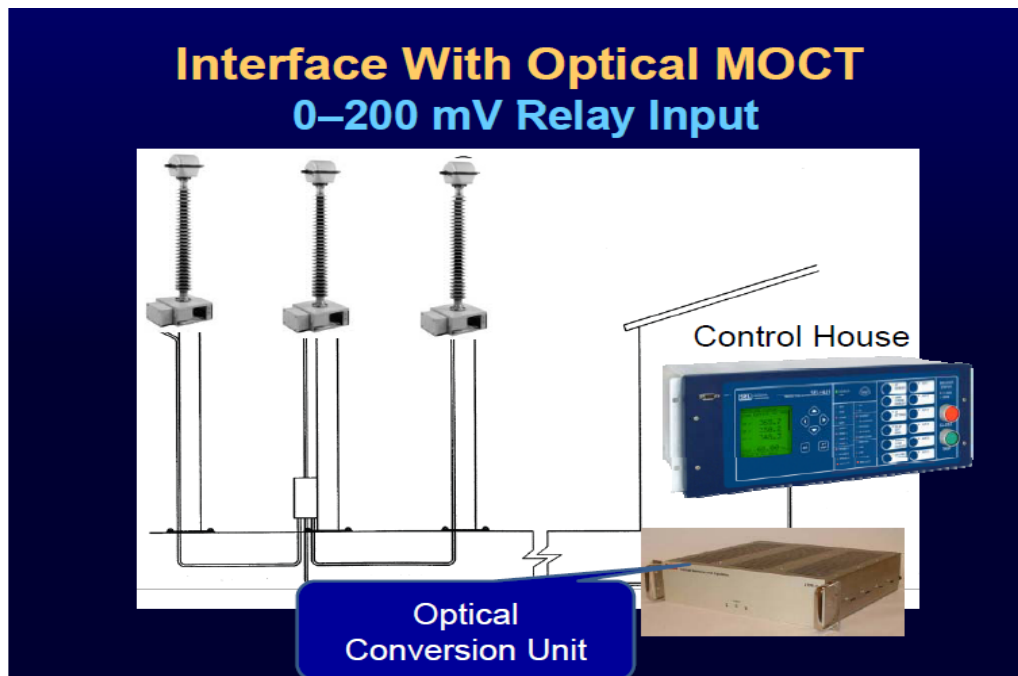 Interface With Optical MOCT
0–200 mV Relay Input
Control House
Optical
Conversion Unit